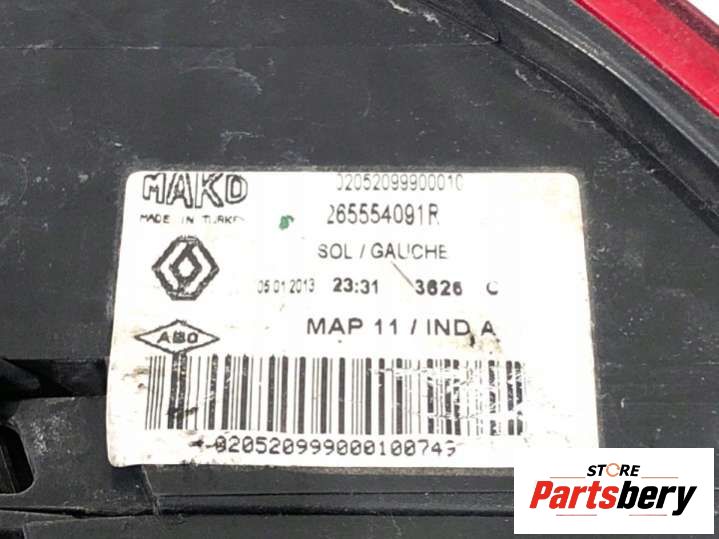 MAKO
02052099900010
MADE IN TURKEY
265554091R
SOL / GAUCHE
05.01.2013 23:31 3626 C
MAP 11 / IND A
ABO
020520999000100749
STORE
Partsbery